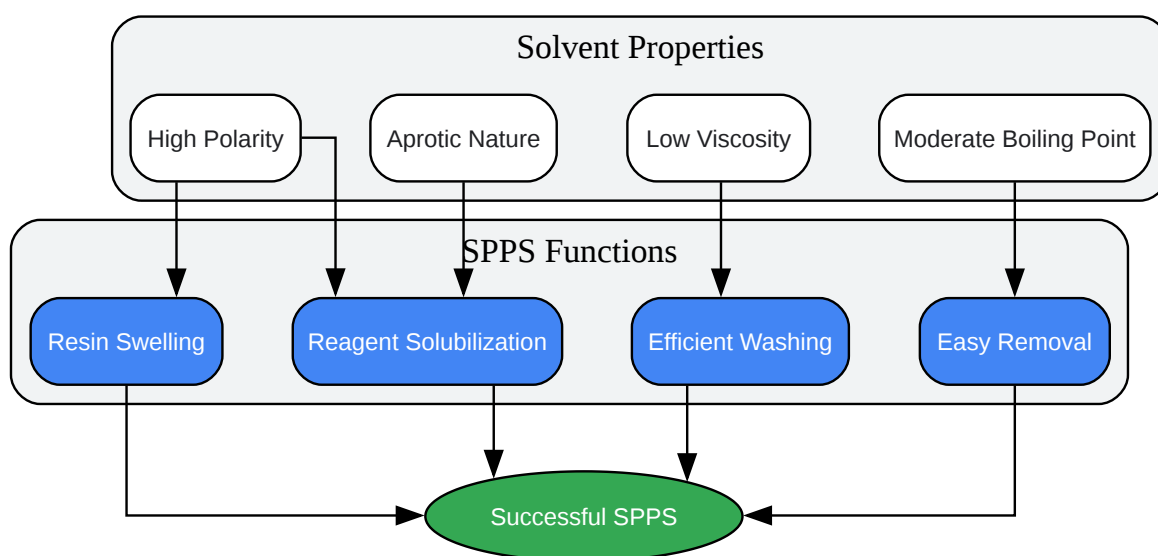 Solvent Properties
High Polarity
Aprotic Nature
Low Viscosity
Moderate Boiling Point
SPPS Functions
Resin Swelling
Reagent Solubilization
Efficient Washing
Easy Removal
Successful SPPS